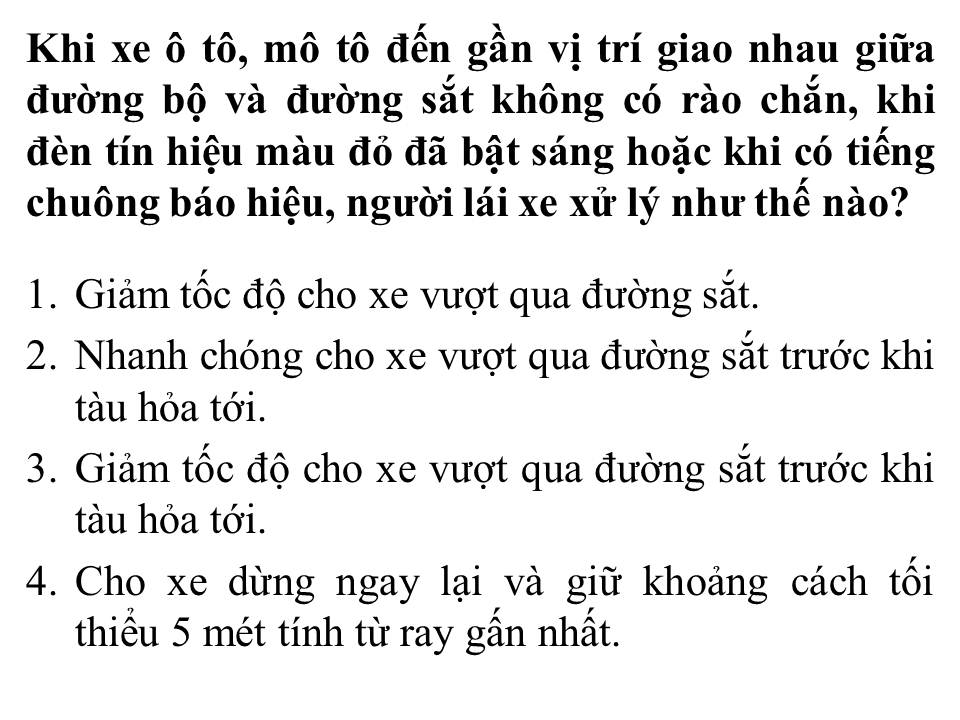 Khi xe ô tô, mô tô đến gần vị trí giao nhau giữa
đường bộ và đường sắt không có rào chắn, khi
đèn tín hiệu màu đỏ đã bật sáng hoặc khi có tiếng
chuông báo hiệu, người lái xe xử lý như thế nào?
1. Giảm tốc độ cho xe vượt qua đường sắt.
2. Nhanh chóng cho xe vượt qua đường sắt trước khi
tàu hỏa tới.
3. Giảm tốc độ cho xe vượt qua đường sắt trước khi
tàu hỏa tới.
4. Cho xe dừng ngay lại và giữ khoảng cách tối
thiểu 5 mét tính từ ray gấn nhất.